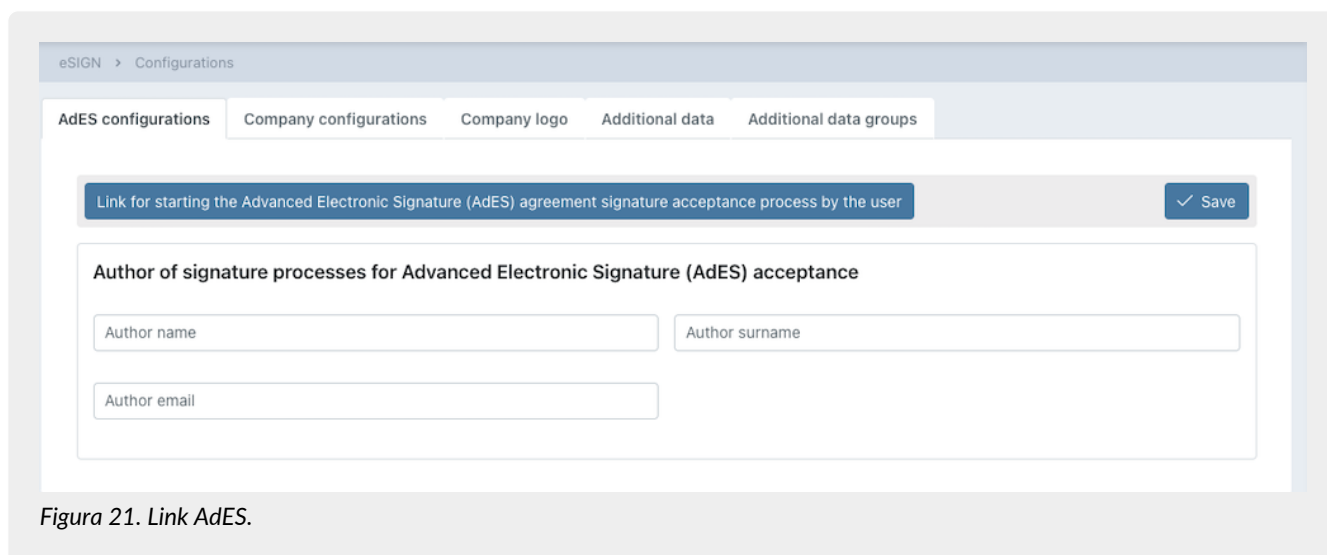 eSIGN > Configurations
AdES configurations Company configurations Company logo Additional data Additional data groups
Link for starting the Advanced Electronic Signature (AdES) agreement signature acceptance process by the user Save
Author of signature processes for Advanced Electronic Signature (AdES) acceptance
Author name Author surname
Author email
Figura 21. Link AdES.